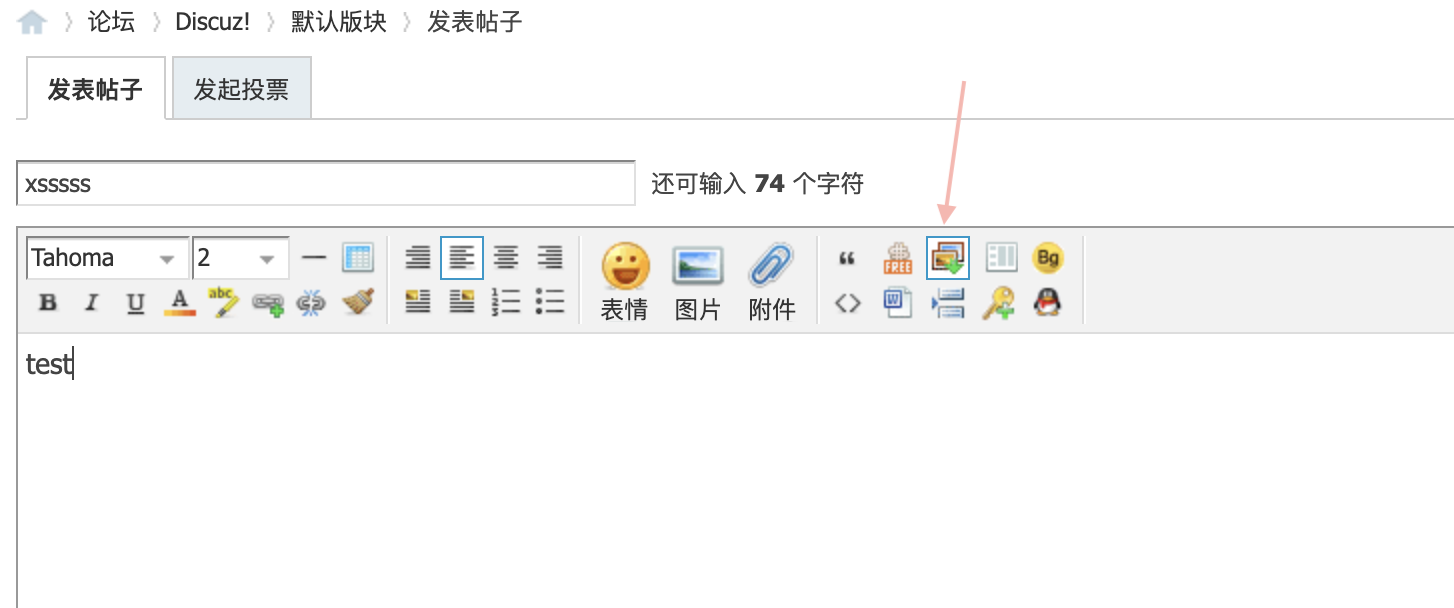 论坛 Discuz! 默认版块 发表帖子
发表帖子 发起投票
xsssss 还可输入 74 个字符
Tahoma 2
FREE Bg
B I U A abc W
表情 图片 附件
test